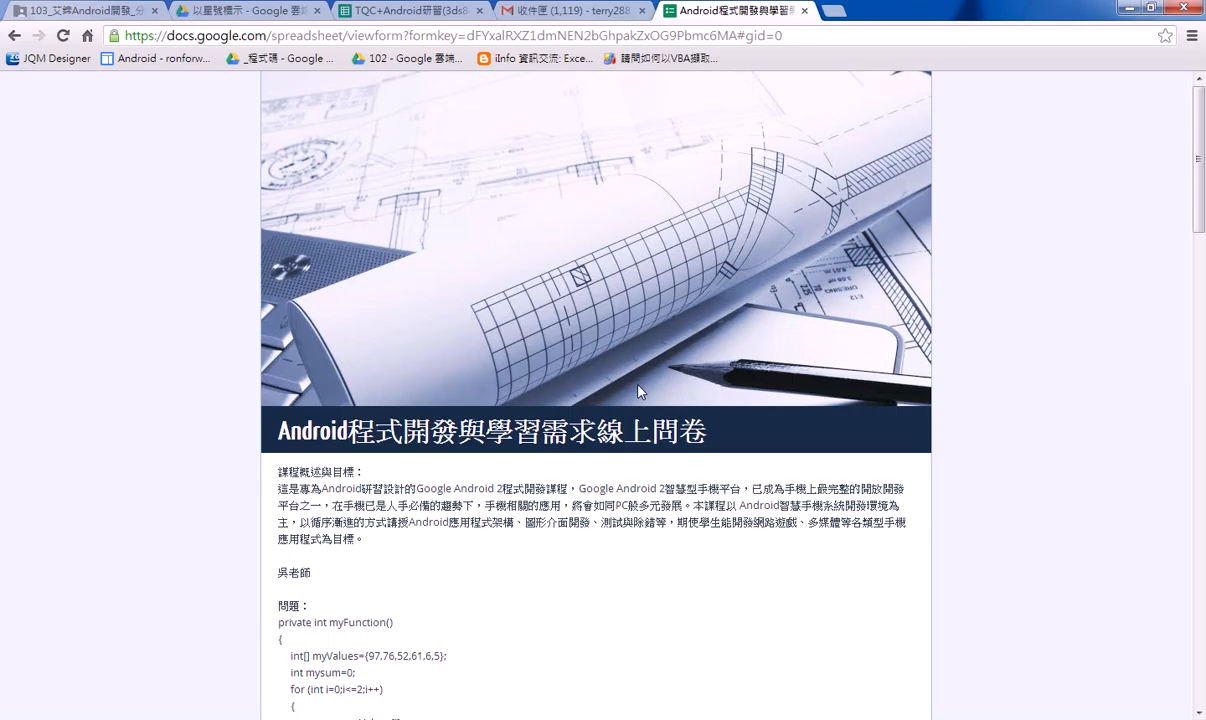 103_艾鍗Android開發_分
以星號標示 - Google 雲端
TQC+Android研習(3ds8
收件匣 (1,119) - terry288
Android程式開發與學習需
https://docs.google.com/spreadsheet/viewform?formkey=dFYxalRXZ1dmNEN2bGhpakZxOG9Pbmc6MA#gid=0
JQM Designer
Android - ronforw...
_程式碼 - Google ...
102 - Google 雲端...
iInfo 資訊交流: Exce...
請問如何以VBA擷取...
Android程式開發與學習需求線上問卷
課程概述與目標：
這是專為Android研習設計的Google Android 2程式開發課程，Google Android 2智慧型手機平台，已成為手機上最完整的開放開發
平台之一，在手機已是人手必備的趨勢下，手機相關的應用，將會如同PC般多元發展。本課程以 Android智慧手機系統開發環境為
主，以循序漸進的方式講授Android應用程式架構、圖形介面開發、測試與除錯等，期使學生能開發網路遊戲、多媒體等各類型手機
應用程式為目標。
吳老師
問題：
private int myFunction()
{
int[] myValues={97,76,52,61,6,5};
int mysum=0;
for (int i=0;i<=2;i++)
{